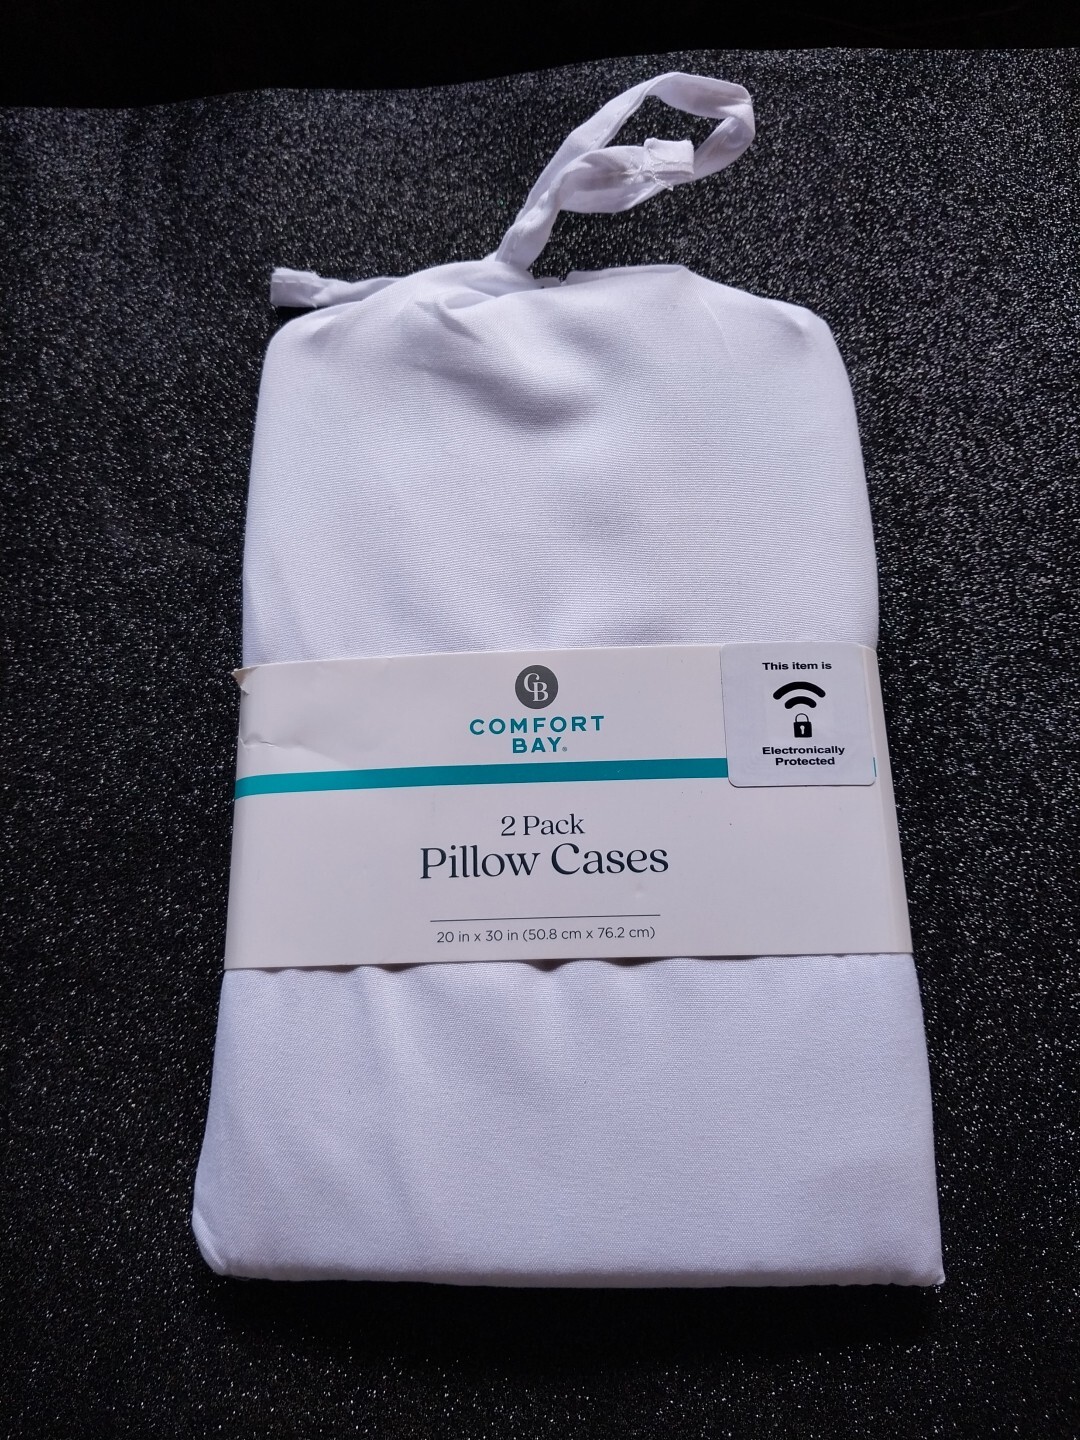 CB
COMFORT
BAY®
This item is
Electronically
Protected
2 Pack
Pillow Cases
20 in x 30 in (50.8 cm x 76.2 cm)